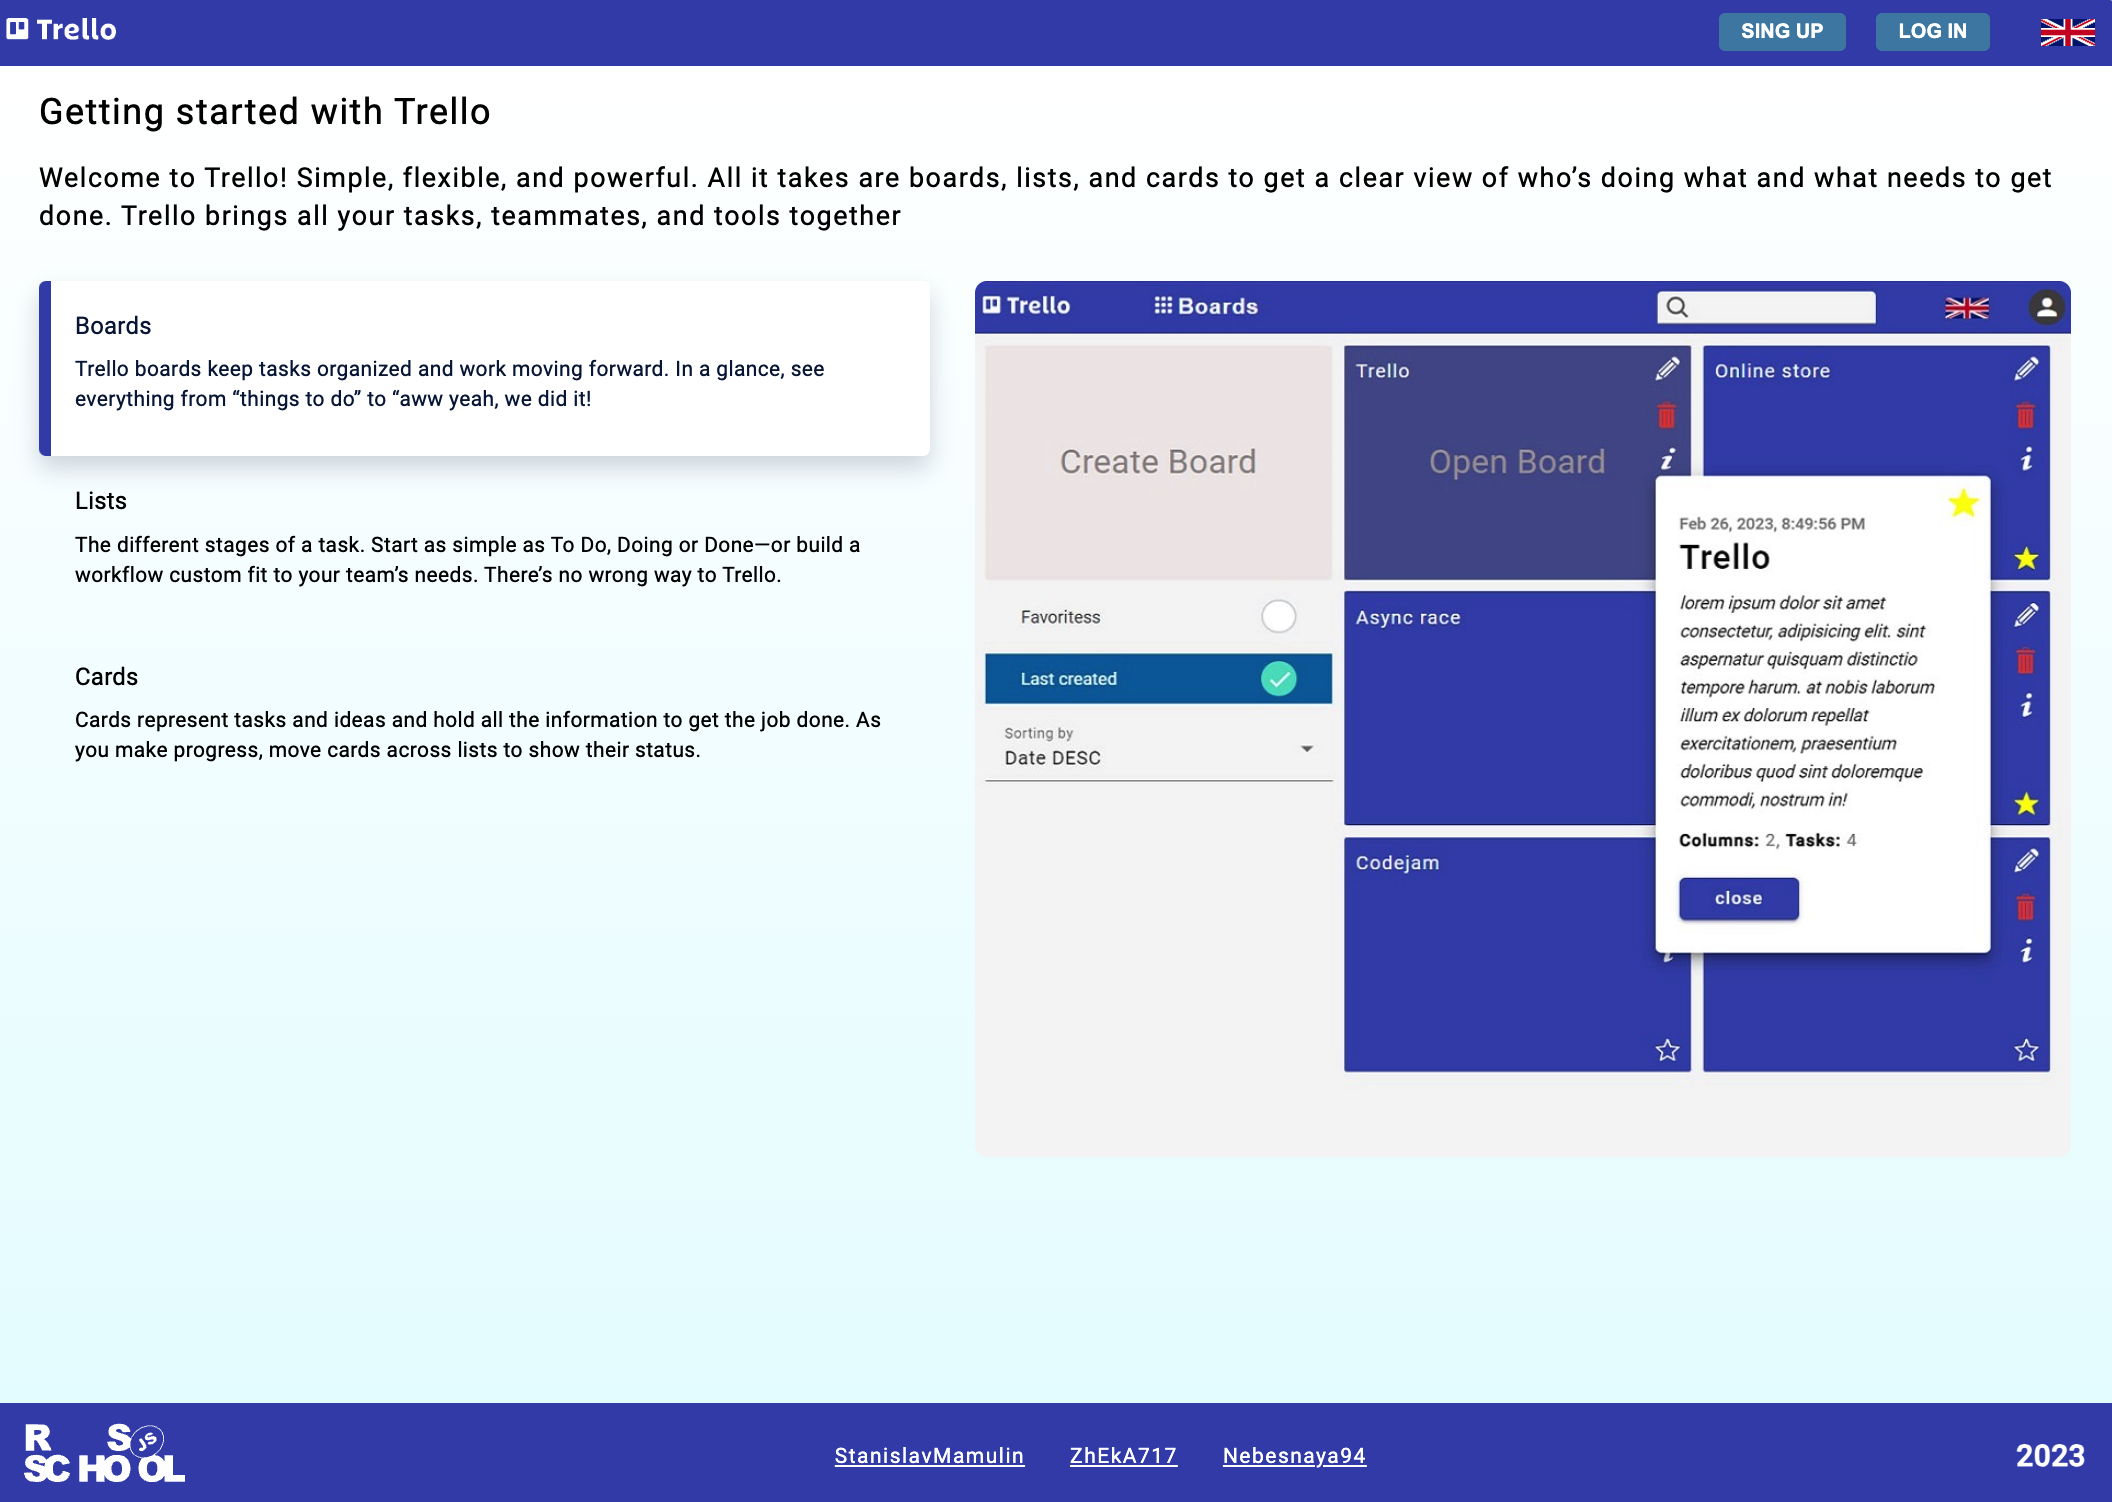 Trello
SING UP
LOG IN
Getting started with Trello
Welcome to Trello! Simple, flexible, and powerful. All it takes are boards, lists, and cards to get a clear view of who’s doing what and what needs to get
done. Trello brings all your tasks, teammates, and tools together
Boards
Trello boards keep tasks organized and work moving forward. In a glance, see
everything from “things to do” to “aww yeah, we did it!
Lists
The different stages of a task. Start as simple as To Do, Doing or Done—or build a
workflow custom fit to your team’s needs. There’s no wrong way to Trello.
Cards
Cards represent tasks and ideas and hold all the information to get the job done. As
you make progress, move cards across lists to show their status.
Trello
Boards
Create Board
Trello
Open Board
Online store
Favoritess
Last created
Sorting by
Date DESC
Async race
Codejam
Feb 26, 2023, 8:49:56 PM
Trello
lorem ipsum dolor sit amet
consectetur, adipisicing elit. sint
aspernatur quisquam distinctio
tempore harum. at nobis laborum
illum ex dolorum repellat
exercitationem, praesentium
doloribus quod sint doloremque
commodi, nostrum in!
Columns: 2, Tasks: 4
close
RS JS
SCHOOL
StanislavMamulin
ZhEkA717
Nebesnaya94
2023